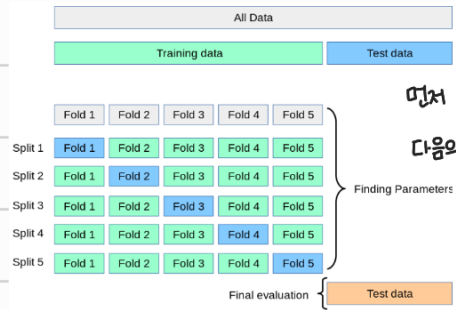 All Data
Training data Test data
먼저
Fold 1 Fold 2 Fold 3 Fold 4 Fold 5
다음의
Split 1 Fold 1 Fold 2 Fold 3 Fold 4 Fold 5
Split 2 Fold 1 Fold 2 Fold 3 Fold 4 Fold 5
Finding Parameters
Split 3 Fold 1 Fold 2 Fold 3 Fold 4 Fold 5
Split 4 Fold 1 Fold 2 Fold 3 Fold 4 Fold 5
Split 5 Fold 1 Fold 2 Fold 3 Fold 4 Fold 5
Final evaluation Test data